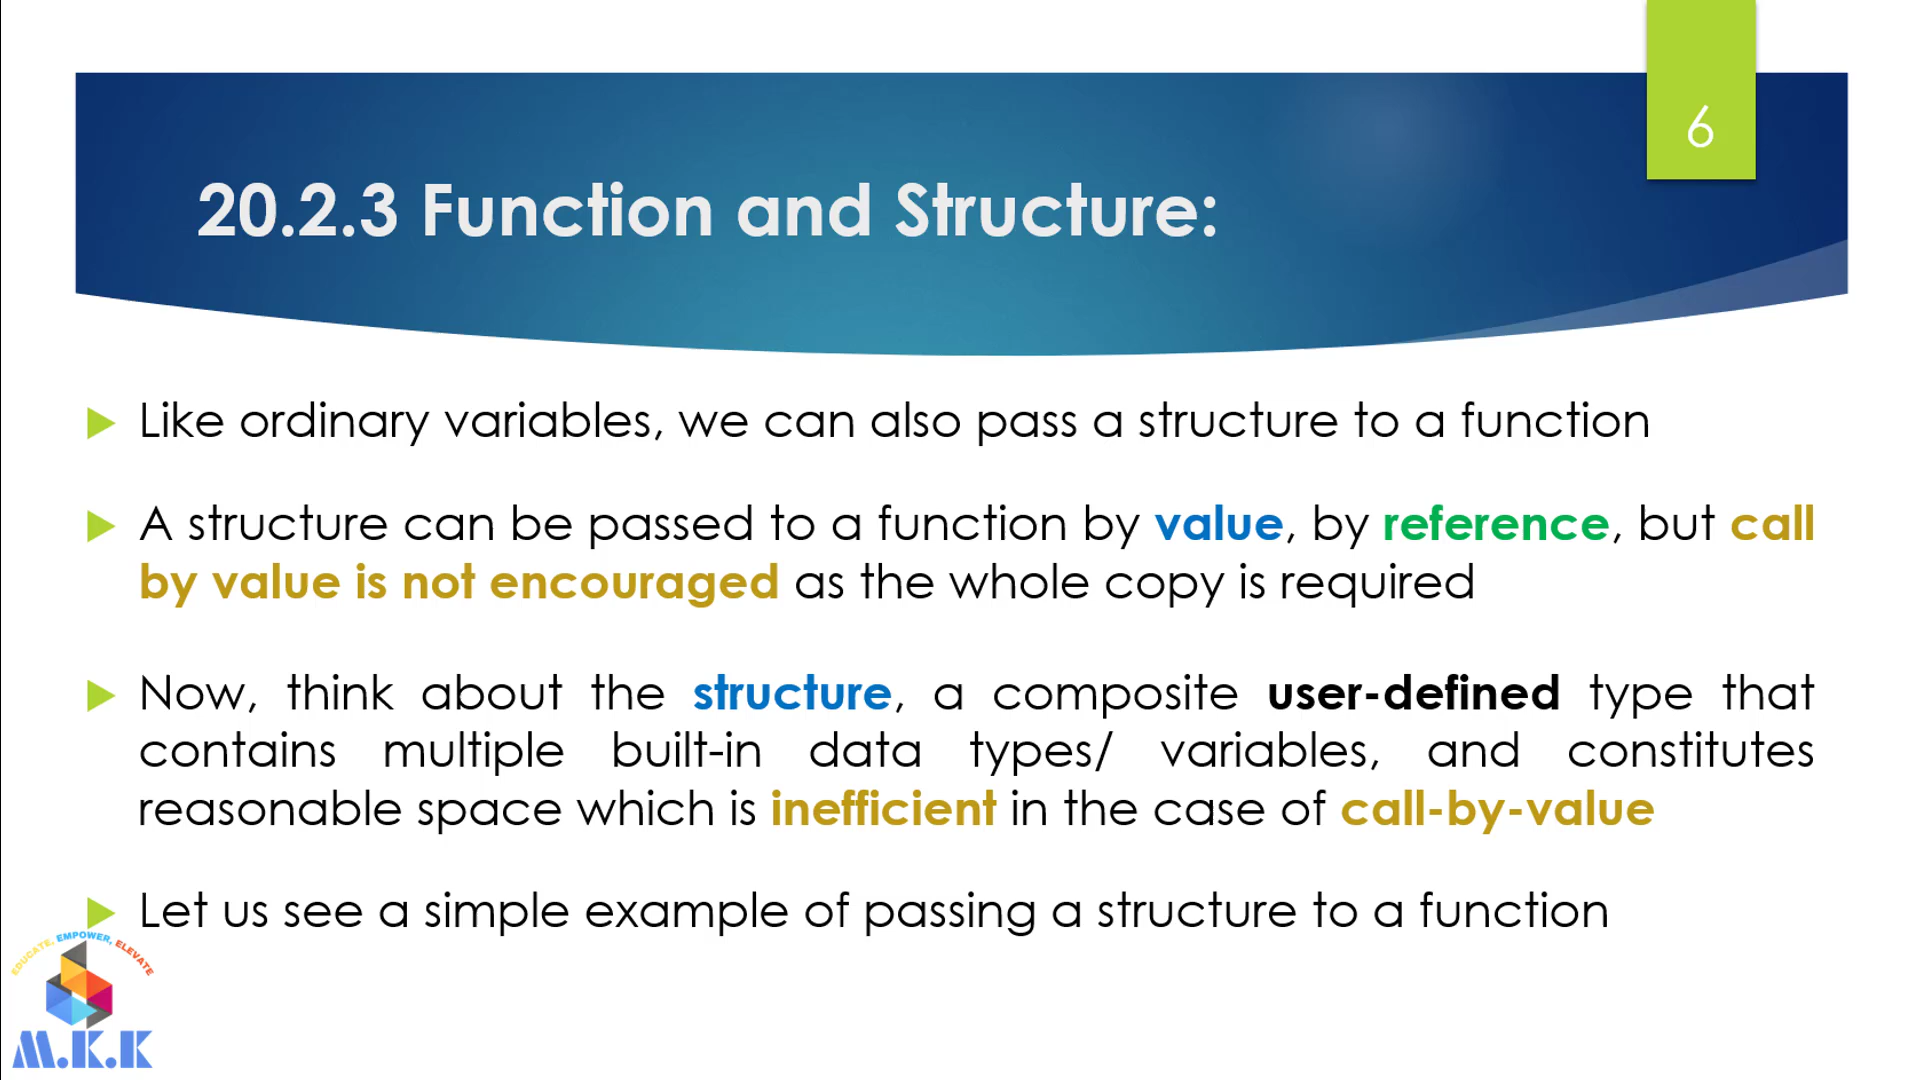 6
20.2.3 Function and Structure:
Like ordinary variables, we can also pass a structure to a function
A structure can be passed to a function by value, by reference, but call
by value is not encouraged as the whole copy is required
Now, think about the structure, a composite user-defined type that
contains multiple built-in data types/ variables, and constitutes
reasonable space which is inefficient in the case of call-by-value
Let us see a simple example of passing a structure to a function
EDUCATE, EMPOWER, ELEVATE
M.K.K